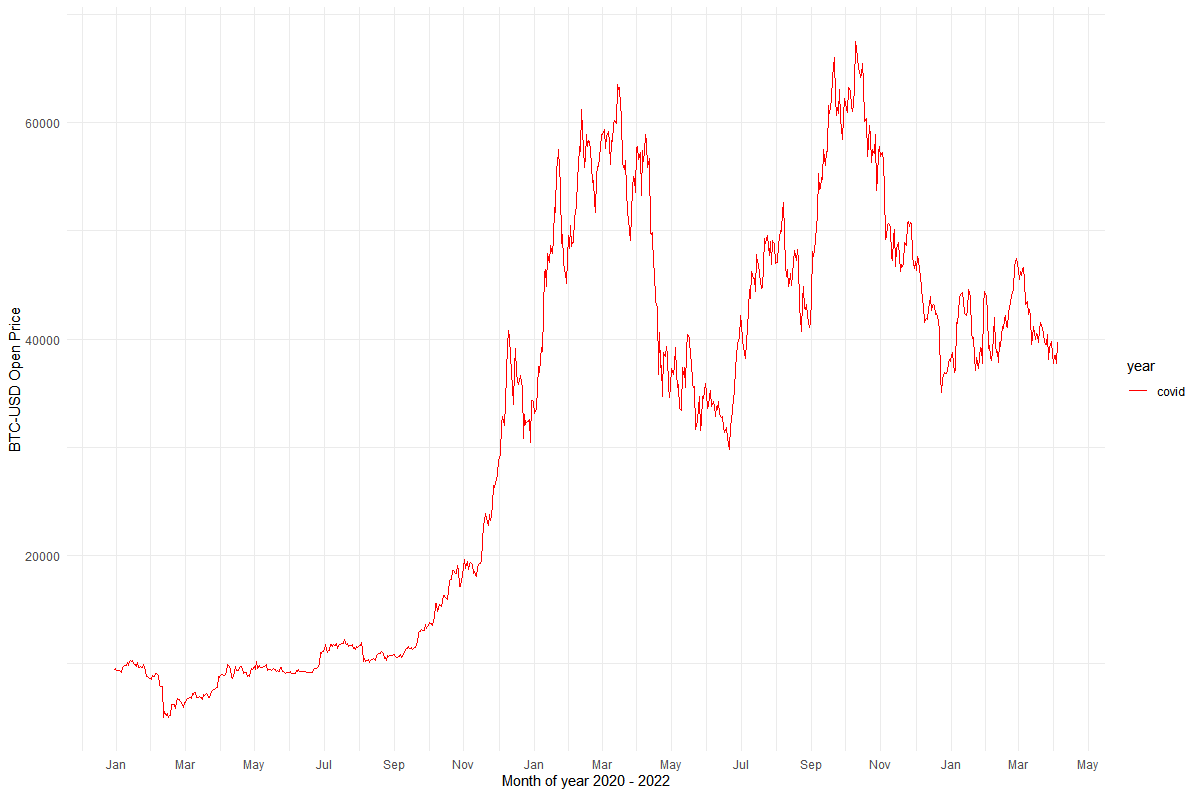 60000
40000
20000
BTC-USD Open Price
Jan Mar May Jul Sep Nov Jan Mar May Jul Sep Nov Jan Mar May
Month of year 2020 - 2022
year
covid